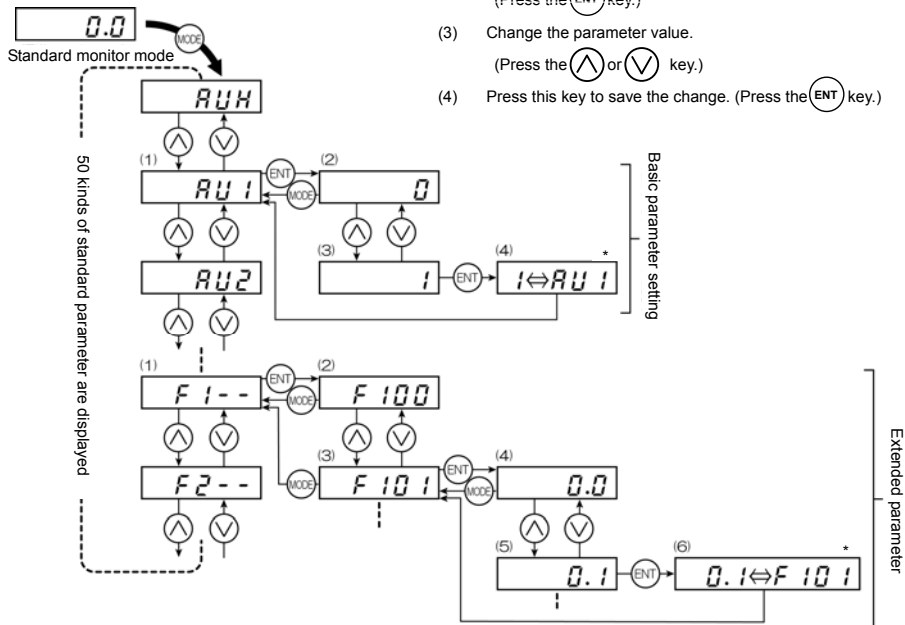 (Press the ENT key.)
0.0
MODE
Standard monitor mode
(3) Change the parameter value.
(Press the or key.)
(4) Press this key to save the change. (Press the ENT key.)
AUH
50 kinds of standard parameter are displayed
(1)
AU1
ENT
MODE
(2)
0
AU2
(3)
1
ENT
(4)
*
1⇔AU1
Basic parameter setting
(1)
F1--
ENT
MODE
(2)
F100
F2--
MODE
(3)
F101
ENT
MODE
(4)
0.0
(5)
0.1
ENT
(6)
*
0.1⇔F101
Extended parameter